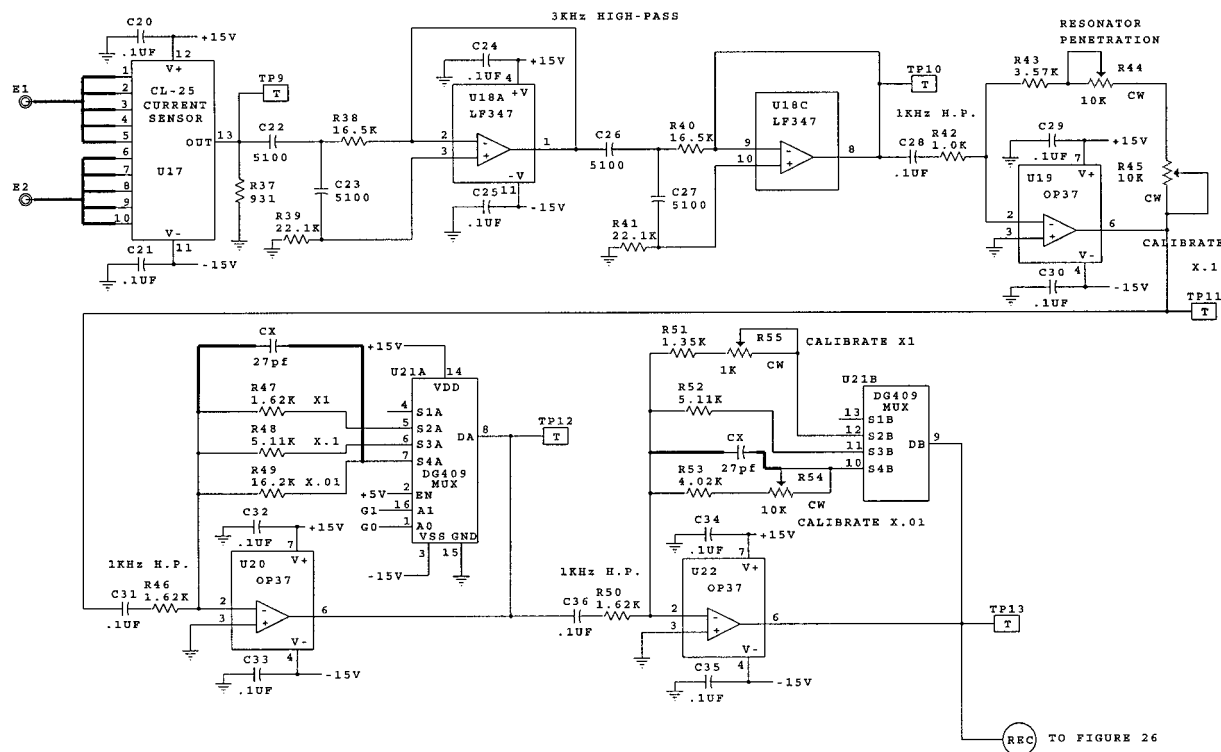 3KHz HIGH-PASS
C20
.1UF
+15V
12
V+
CL-25
CURRENT
SENSOR
OUT
13
U17
V-
11
C21
.1UF
-15V
E1
E2
1
2
3
4
5
6
7
8
9
10
TP9
T
C22
5100
R37
931
R38
16.5K
C23
5100
R39
22.1K
C24
.1UF
+15V
4
+V
U18A
LF347
2
3
1
-
+
-V
11
C25
.1UF
-15V
C26
5100
R40
16.5K
C27
5100
R41
22.1K
U18C
LF347
9
10
8
-
+
TP10
T
1KHz H.P.
C28
.1UF
R42
1.0K
RESONATOR
PENETRATION
R43
3.57K
R44
10K
CW
C29
.1UF
+15V
7
V+
U19
OP37
2
3
6
-
+
V-
4
C30
.1UF
-15V
R45
10K
CW
CALIBRATE
X.1
TP11
T
CX
27pf
R47
1.62K X1
R48
5.11K X.1
R49
16.2K X.01
+15V
14
U21A
VDD
4 S1A
5 S2A
6 S3A
7 S4A
DA 8
DG409
MUX
+5V 2 EN
G1 16 A1
G0 1 A0
VSS GND
3 15
-15V
TP12
T
C32
.1UF
+15V
7
V+
U20
OP37
1KHz H.P.
C31
.1UF
R46
1.62K
2
3
6
-
+
V-
4
C33
.1UF
-15V
R51
1.35K
R55
1K
CW
CALIBRATE X1
R52
5.11K
CX
27pf
R53
4.02K
R54
10K
CW
CALIBRATE X.01
U21B
DG409
MUX
13 S1B
12 S2B
11 S3B
10 S4B
DB 9
C34
.1UF
+15V
7
V+
U22
OP37
1KHz H.P.
C36
.1UF
R50
1.62K
2
3
6
-
+
V-
4
C35
.1UF
-15V
TP13
T
REC TO FIGURE 26